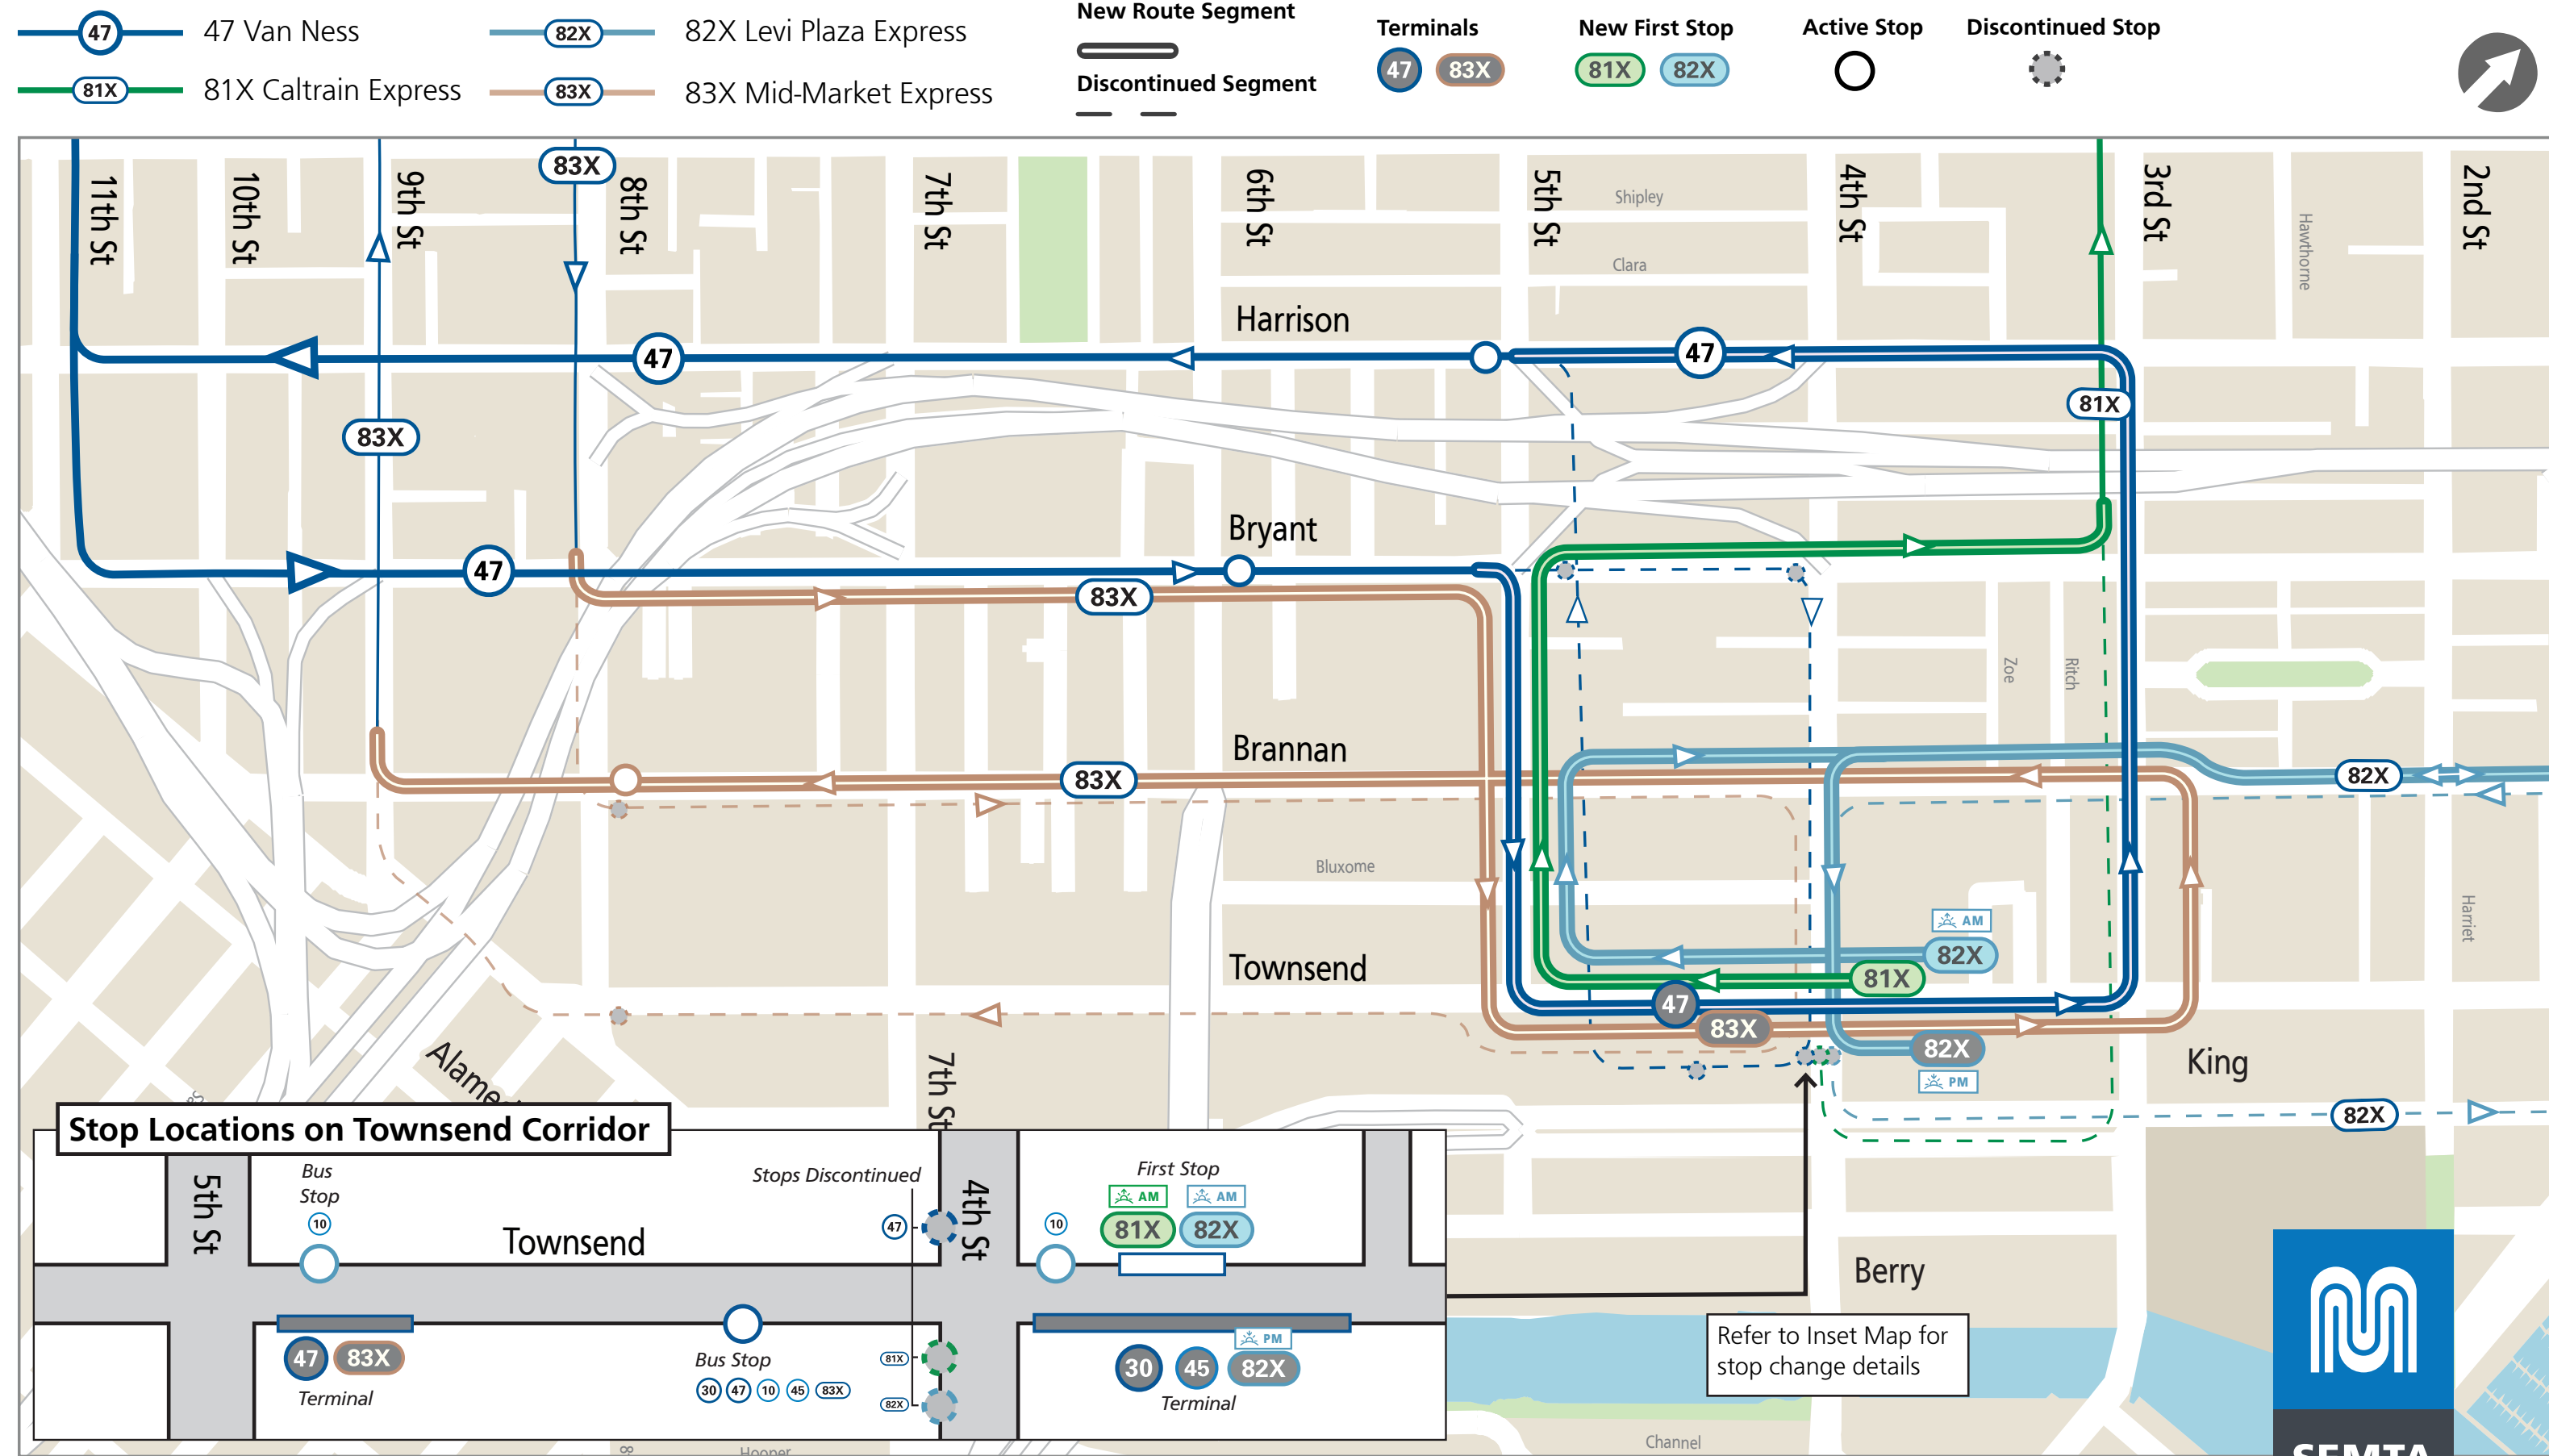 47
47 Van Ness
82X
82X Levi Plaza Express
81X
81X Caltrain Express
83X
83X Mid-Market Express
New Route Segment
Discontinued Segment
Terminals
47
83X
New First Stop
81X
82X
Active Stop
Discontinued Stop
11th St
10th St
9th St
83X
8th St
7th St
6th St
5th St
4th St
3rd St
2nd St
Shipley
Clara
Hawthorne
Harrison
47
47
81X
83X
Bryant
47
83X
Zoe
Ritch
Brannan
83X
82X
Bluxome
AM
82X
Harriet
Townsend
81X
47
83X
82X
PM
King
7th St
82X
Berry
Refer to Inset Map for
stop change details
Channel
Hooper
Stop Locations on Townsend Corridor
5th St
Bus
Stop
10
Townsend
Stops Discontinued
47
4th St
10
First Stop
AM
AM
81X
82X
47
83X
Terminal
Bus Stop
30
47
10
45
83X
81X
82X
PM
30
45
82X
Terminal
SFMTA